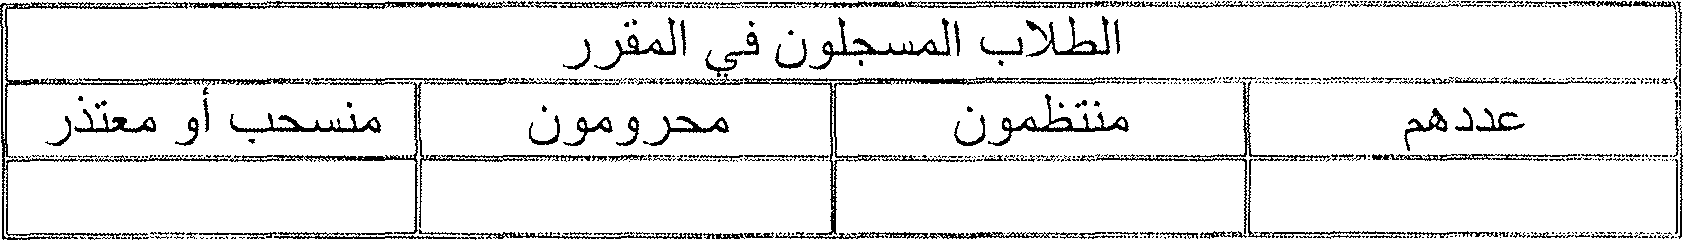 الطلاب المسجلون في المقرر
عددهم منتظمون محرومون منسحب أو معتذر